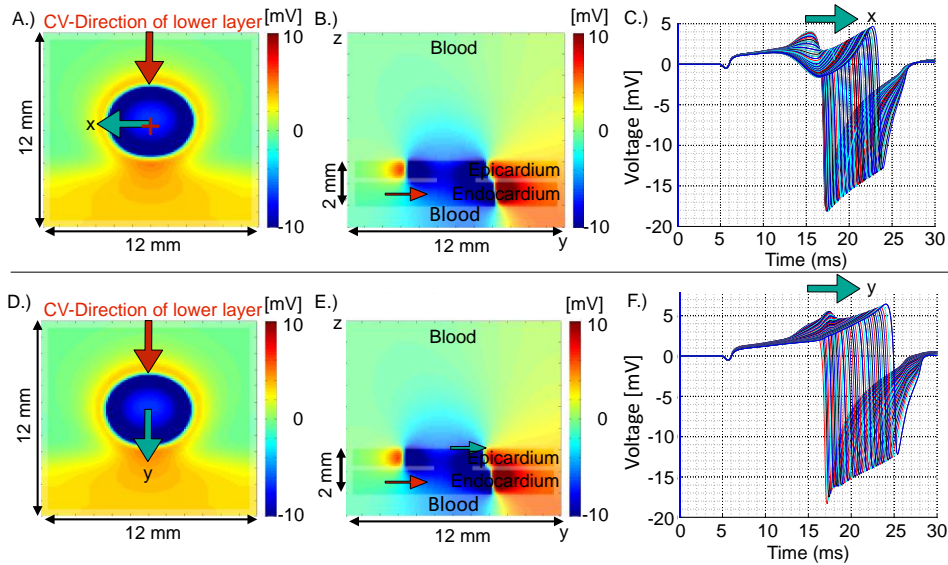 A.) CV-Direction of lower layer [mV]
10
0
-10
12 mm
x
12 mm
B.) [mV]
z
Blood
Epicardium
Endocardium
Blood
2 mm
12 mm y
10
0
-10
C.)
x
5
0
-5
-10
-15
-20
Voltage [mV]
0 5 10 15 20 25 30
Time (ms)
D.) CV-Direction of lower layer [mV]
10
0
-10
12 mm
y
12 mm
E.) [mV]
z
Blood
Epicardium
Endocardium
Blood
2 mm
12 mm y
10
0
-10
F.)
y
5
0
-5
-10
-15
-20
Voltage [mV]
0 5 10 15 20 25 30
Time (ms)